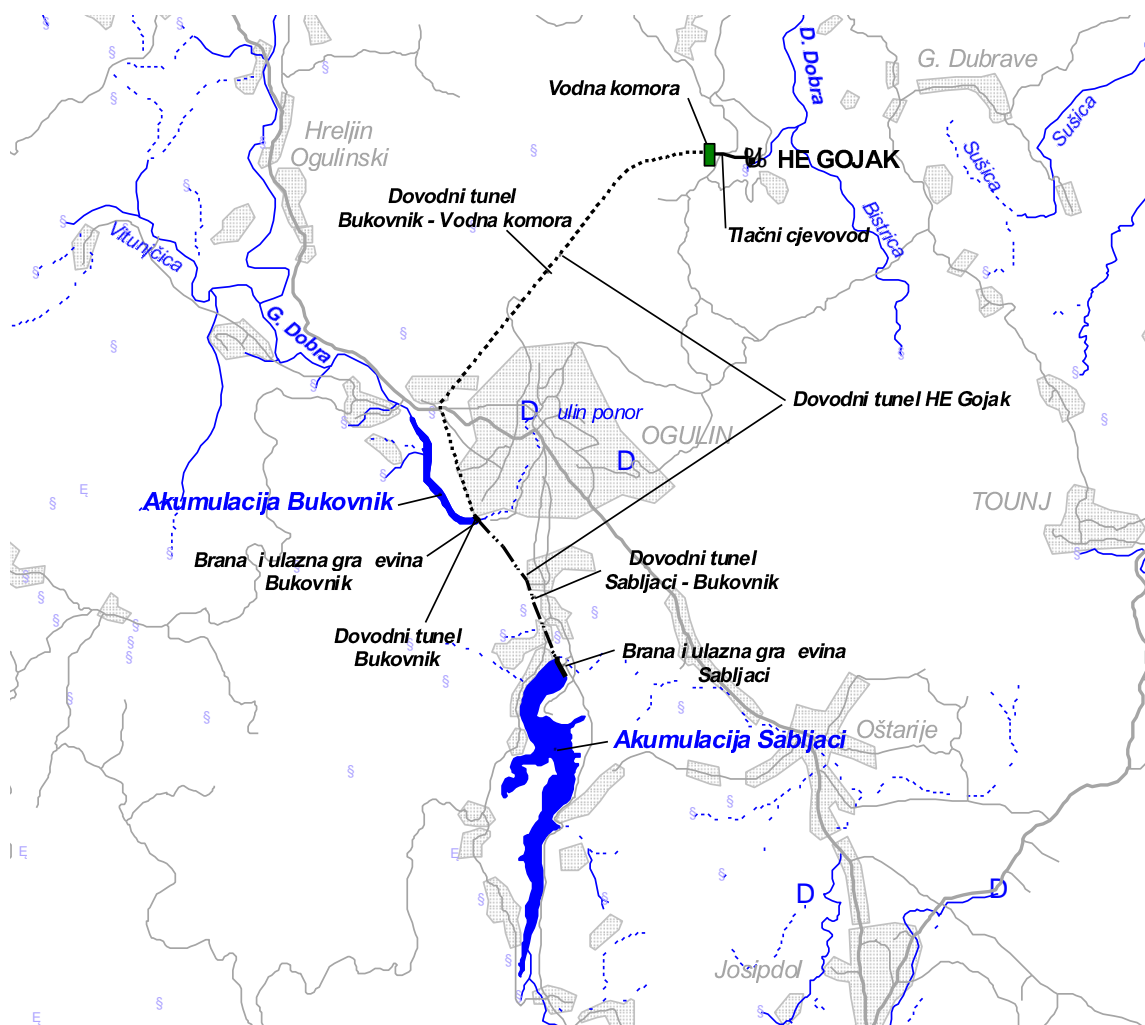 D. Dobra
G. Dubrave
Vodna komora
Sušica
Hreljin
Ogulinski
HE GOJAK
Sušica
Dovodni tunel
Bukovnik - Vodna komora
Tlačni cjevovod
Bistrica
Vitunjčica
G. Dobra
Dovodni tunel HE Gojak
D
ulin ponor
OGULIN
D
Akumulacija Bukovnik
TOUNJ
Brana i ulazna gra evina
Bukovnik
Dovodni tunel
Sabljaci - Bukovnik
Dovodni tunel
Bukovnik
Brana i ulazna gra evina
Sabljaci
Akumulacija Sabljaci
Oštarije
D
D
Josipdol